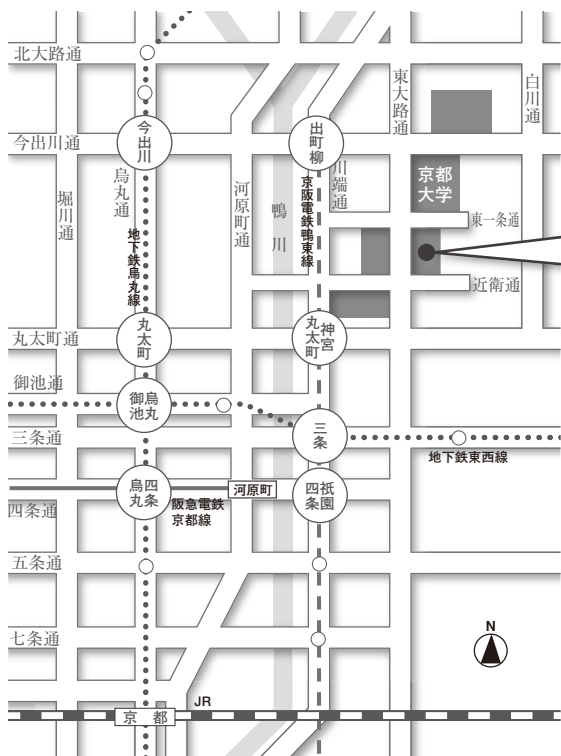 北大路通
今出川通
今出川
出町柳
烏丸通
堀川通
地下鉄烏丸線
河原町通
鴨川
京阪電鉄鴨東線
川端通
東大路通
白川通
京都
大学
東一条通
近衛通
丸太町通
丸太町
神宮
丸太町
御池通
烏丸
御池
三条通
三条
地下鉄東西線
四条通
四条
烏丸
阪急電鉄
京都線
河原町
祇園
四条
五条通
七条通
N
JR
京都